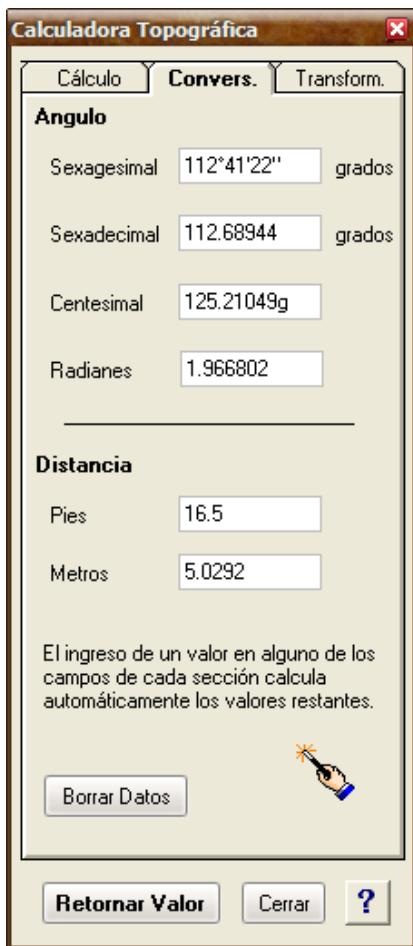 Calculadora Topográfica
Cálculo Convers. Transform.
Angulo
Sexagesimal 112°41'22'' grados
Sexadecimal 112.68944 grados
Centesimal 125.21049g
Radianes 1.966802
Distancia
Pies 16.5
Metros 5.0292
El ingreso de un valor en alguno de los
campos de cada sección calcula
automáticamente los valores restantes.
Borrar Datos
Retornar Valor Cerrar ?